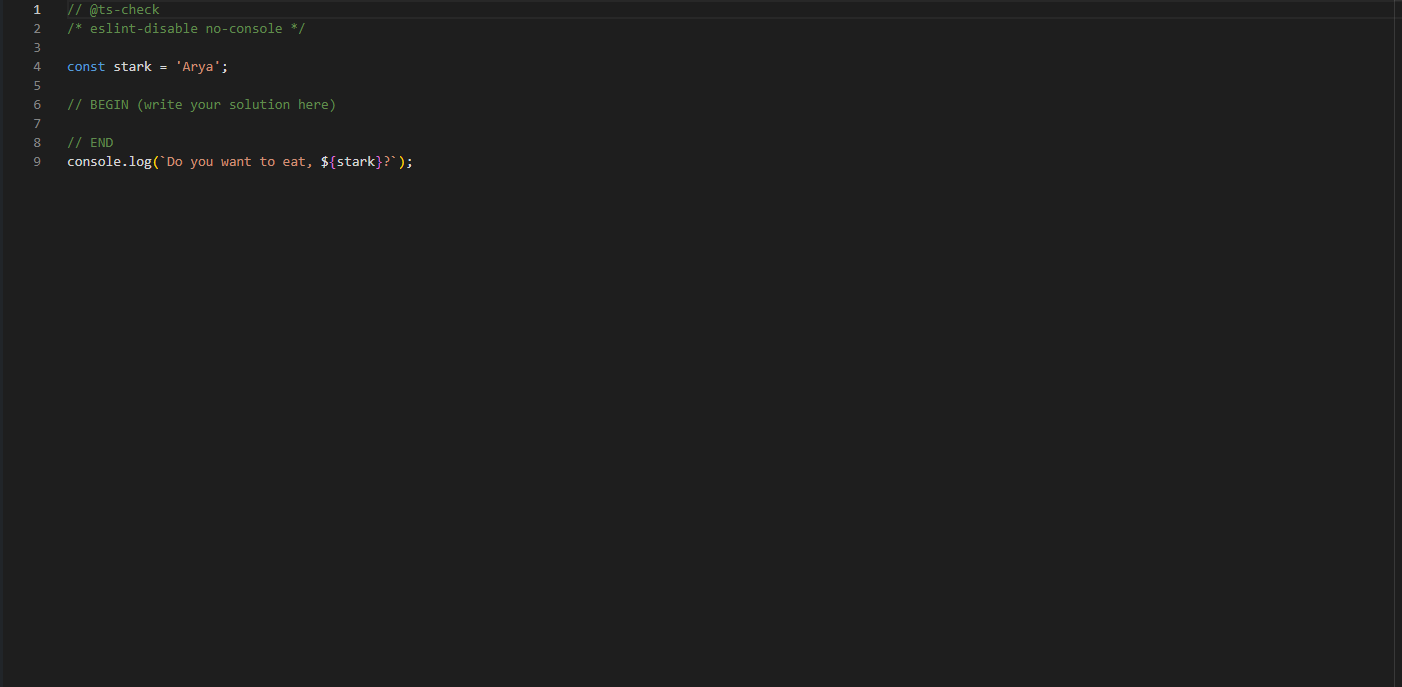 1 // @ts-check
2 /* eslint-disable no-console */
3
4 const stark = 'Arya';
5
6 // BEGIN (write your solution here)
7
8 // END
9 console.log(`Do you want to eat, ${stark}?`);